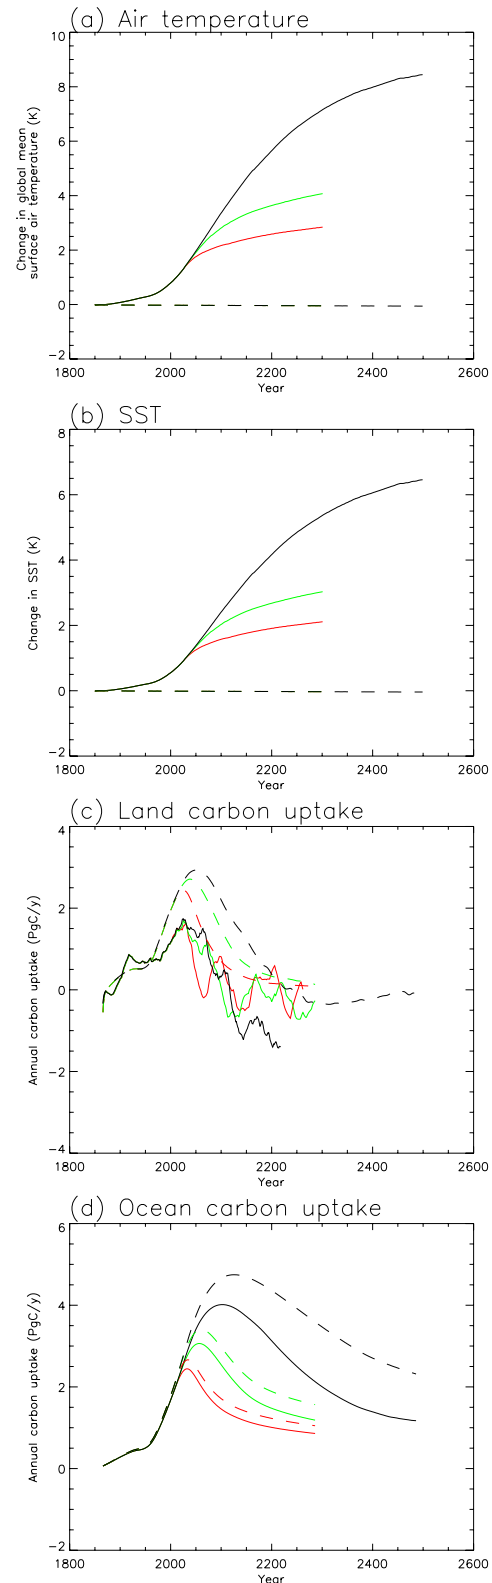 (a) Air temperature
10
8
6
4
2
0
−2
Change in global mean
surface air temperature (K)
1800 2000 2200 2400 2600
Year
(b) SST
8
6
4
2
0
−2
Change in SST (K)
1800 2000 2200 2400 2600
Year
(c) Land carbon uptake
4
2
0
−2
−4
Annual carbon uptake (PgC/y)
1800 2000 2200 2400 2600
Year
(d) Ocean carbon uptake
6
4
2
0
−2
Annual carbon uptake (PgC/y)
1800 2000 2200 2400 2600
Year